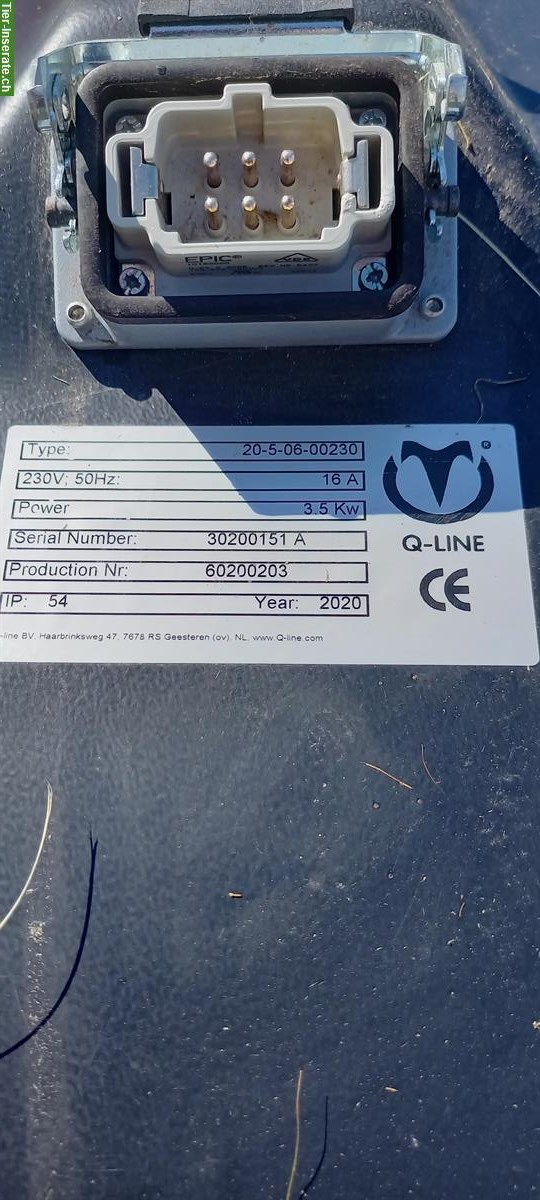 Tier-Inserate.ch
EPIC®
VDE
Type: 20-5-06-00230
230V; 50Hz: 16 A
Power 3.5 Kw
Serial Number: 30200151 A
Production Nr: 60200203
IP: 54 Year: 2020
®
Q-LINE
CE
-line BV. Haarbrinksweg 47, 7678 RS Geesteren (ov). NL. www.Q-line.com